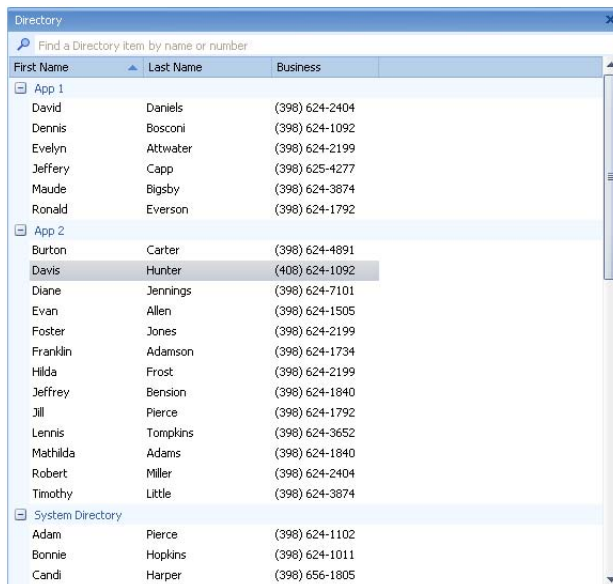 Directory
Find a Directory item by name or number
First Name Last Name Business
App 1
David Daniels (398) 624-2404
Dennis Bosconi (398) 624-1092
Evelyn Attwater (398) 624-2199
Jeffery Capp (398) 625-4277
Maude Bigsby (398) 624-3874
Ronald Everson (398) 624-1792
App 2
Burton Carter (398) 624-4891
Davis Hunter (408) 624-1092
Diane Jennings (398) 624-7101
Evan Allen (398) 624-1505
Foster Jones (398) 624-2199
Franklin Adamson (398) 624-1734
Hilda Frost (398) 624-2199
Jeffrey Bension (398) 624-1840
Jill Pierce (398) 624-1792
Lennis Tompkins (398) 624-3652
Mathilda Adams (398) 624-1840
Robert Miller (398) 624-2404
Timothy Little (398) 624-3874
System Directory
Adam Pierce (398) 624-1102
Bonnie Hopkins (398) 624-1011
Candi Harper (398) 656-1805